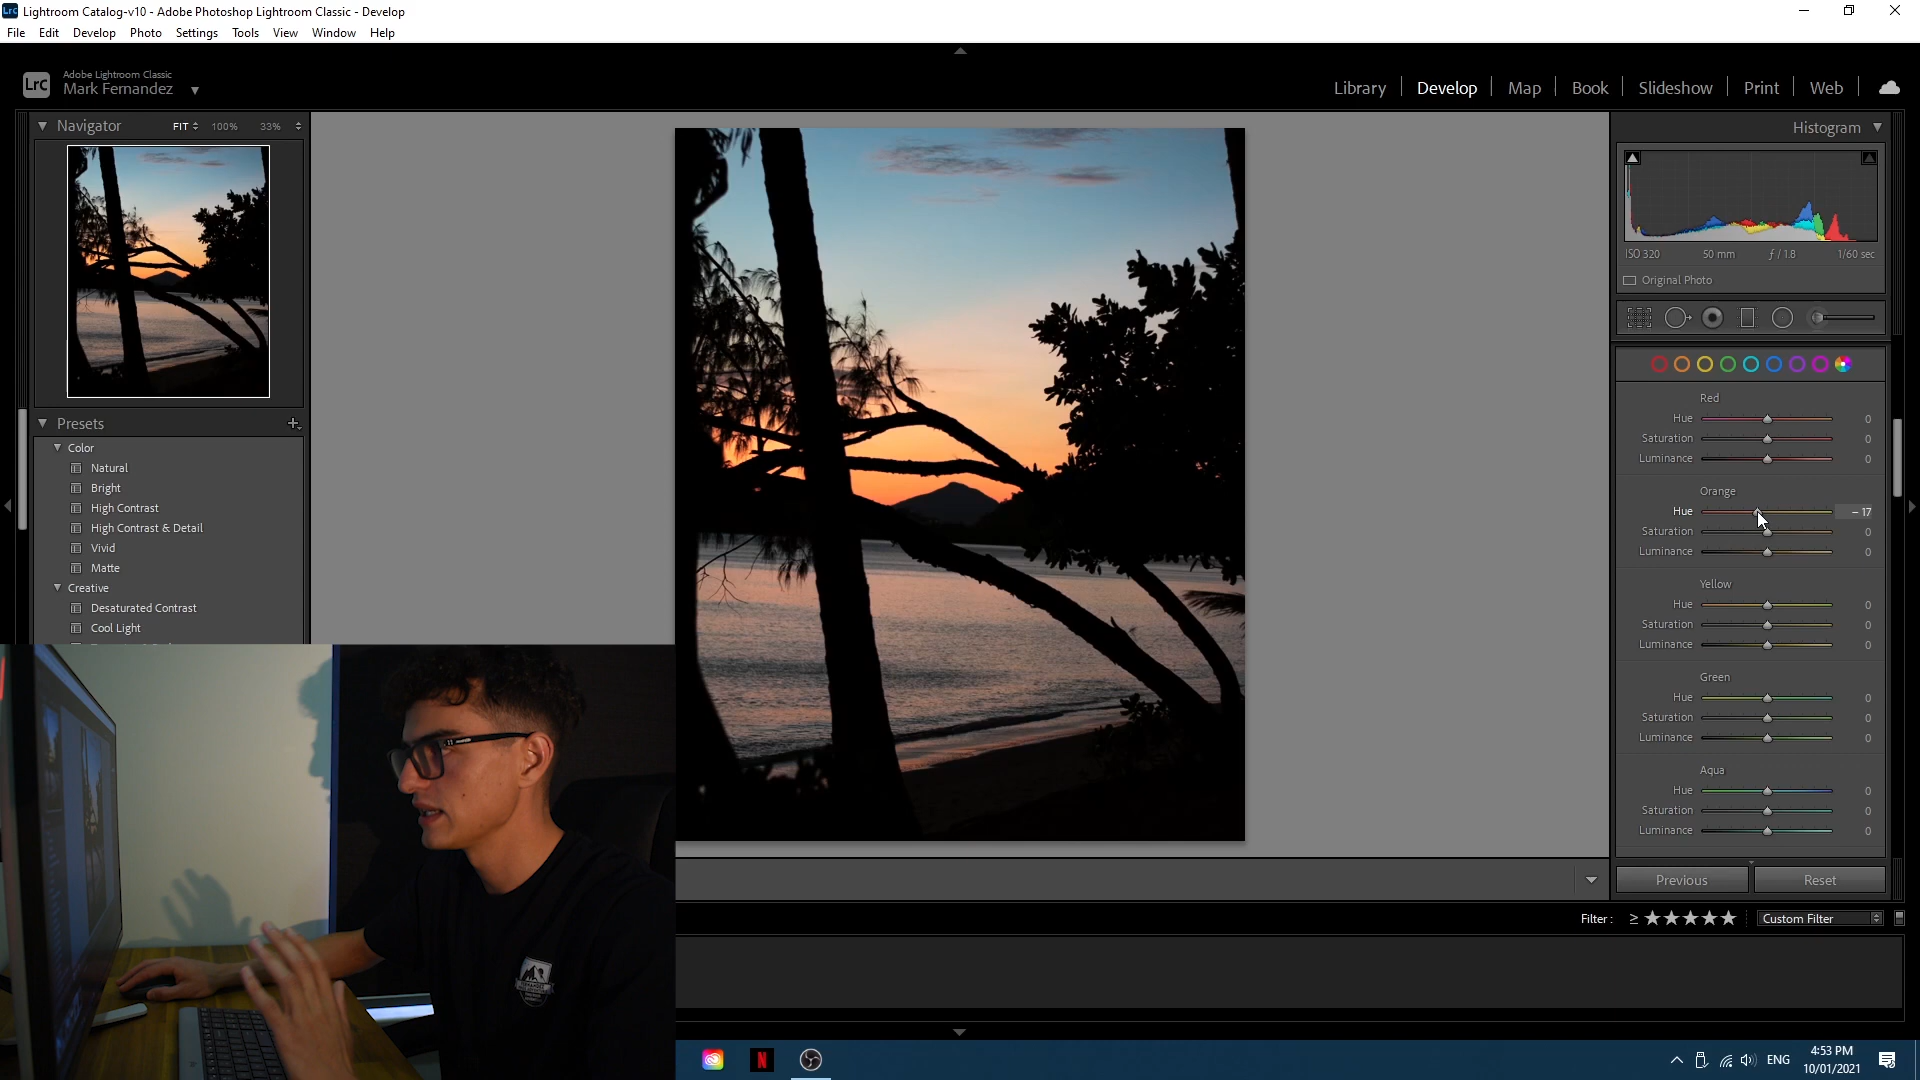 Lrc Lightroom Catalog-v10 - Adobe Photoshop Lightroom Classic - Develop
File Edit Develop Photo Settings Tools View Window Help
Lrc Adobe Lightroom Classic
Mark Fernandez
Library Develop Map Book Slideshow Print Web
Navigator FIT 100% 33%
Histogram
ISO 320 50 mm ƒ / 1.8 1/60 sec
Original Photo
Presets
Color
Natural
Bright
High Contrast
High Contrast & Detail
Vivid
Matte
Creative
Desaturated Contrast
Cool Light
Red
Hue 0
Saturation 0
Luminance 0
Orange
Hue – 17
Saturation 0
Luminance 0
Yellow
Hue 0
Saturation 0
Luminance 0
Green
Hue 0
Saturation 0
Luminance 0
Aqua
Hue 0
Saturation 0
Luminance 0
Previous Reset
Filter : ≥ ★★★★★ Custom Filter
N
ENG 4:53 PM
10/01/2021